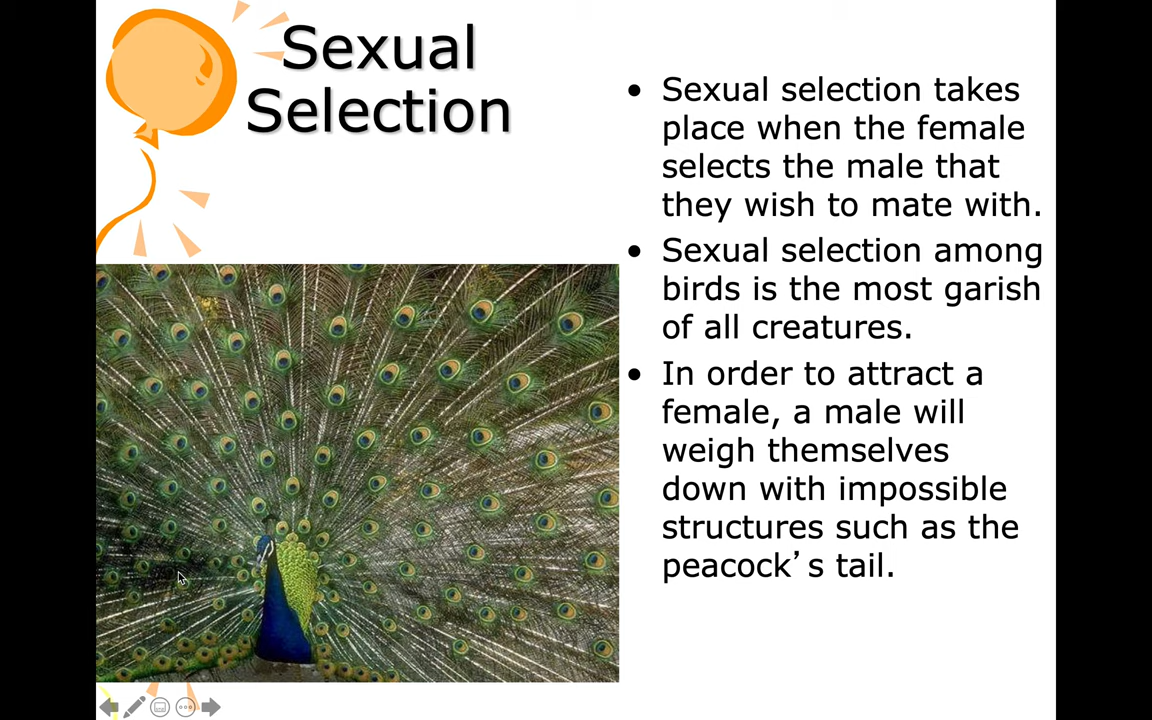 Sexual
Selection
• Sexual selection takes
place when the female
selects the male that
they wish to mate with.
• Sexual selection among
birds is the most garish
of all creatures.
• In order to attract a
female, a male will
weigh themselves
down with impossible
structures such as the
peacock’s tail.